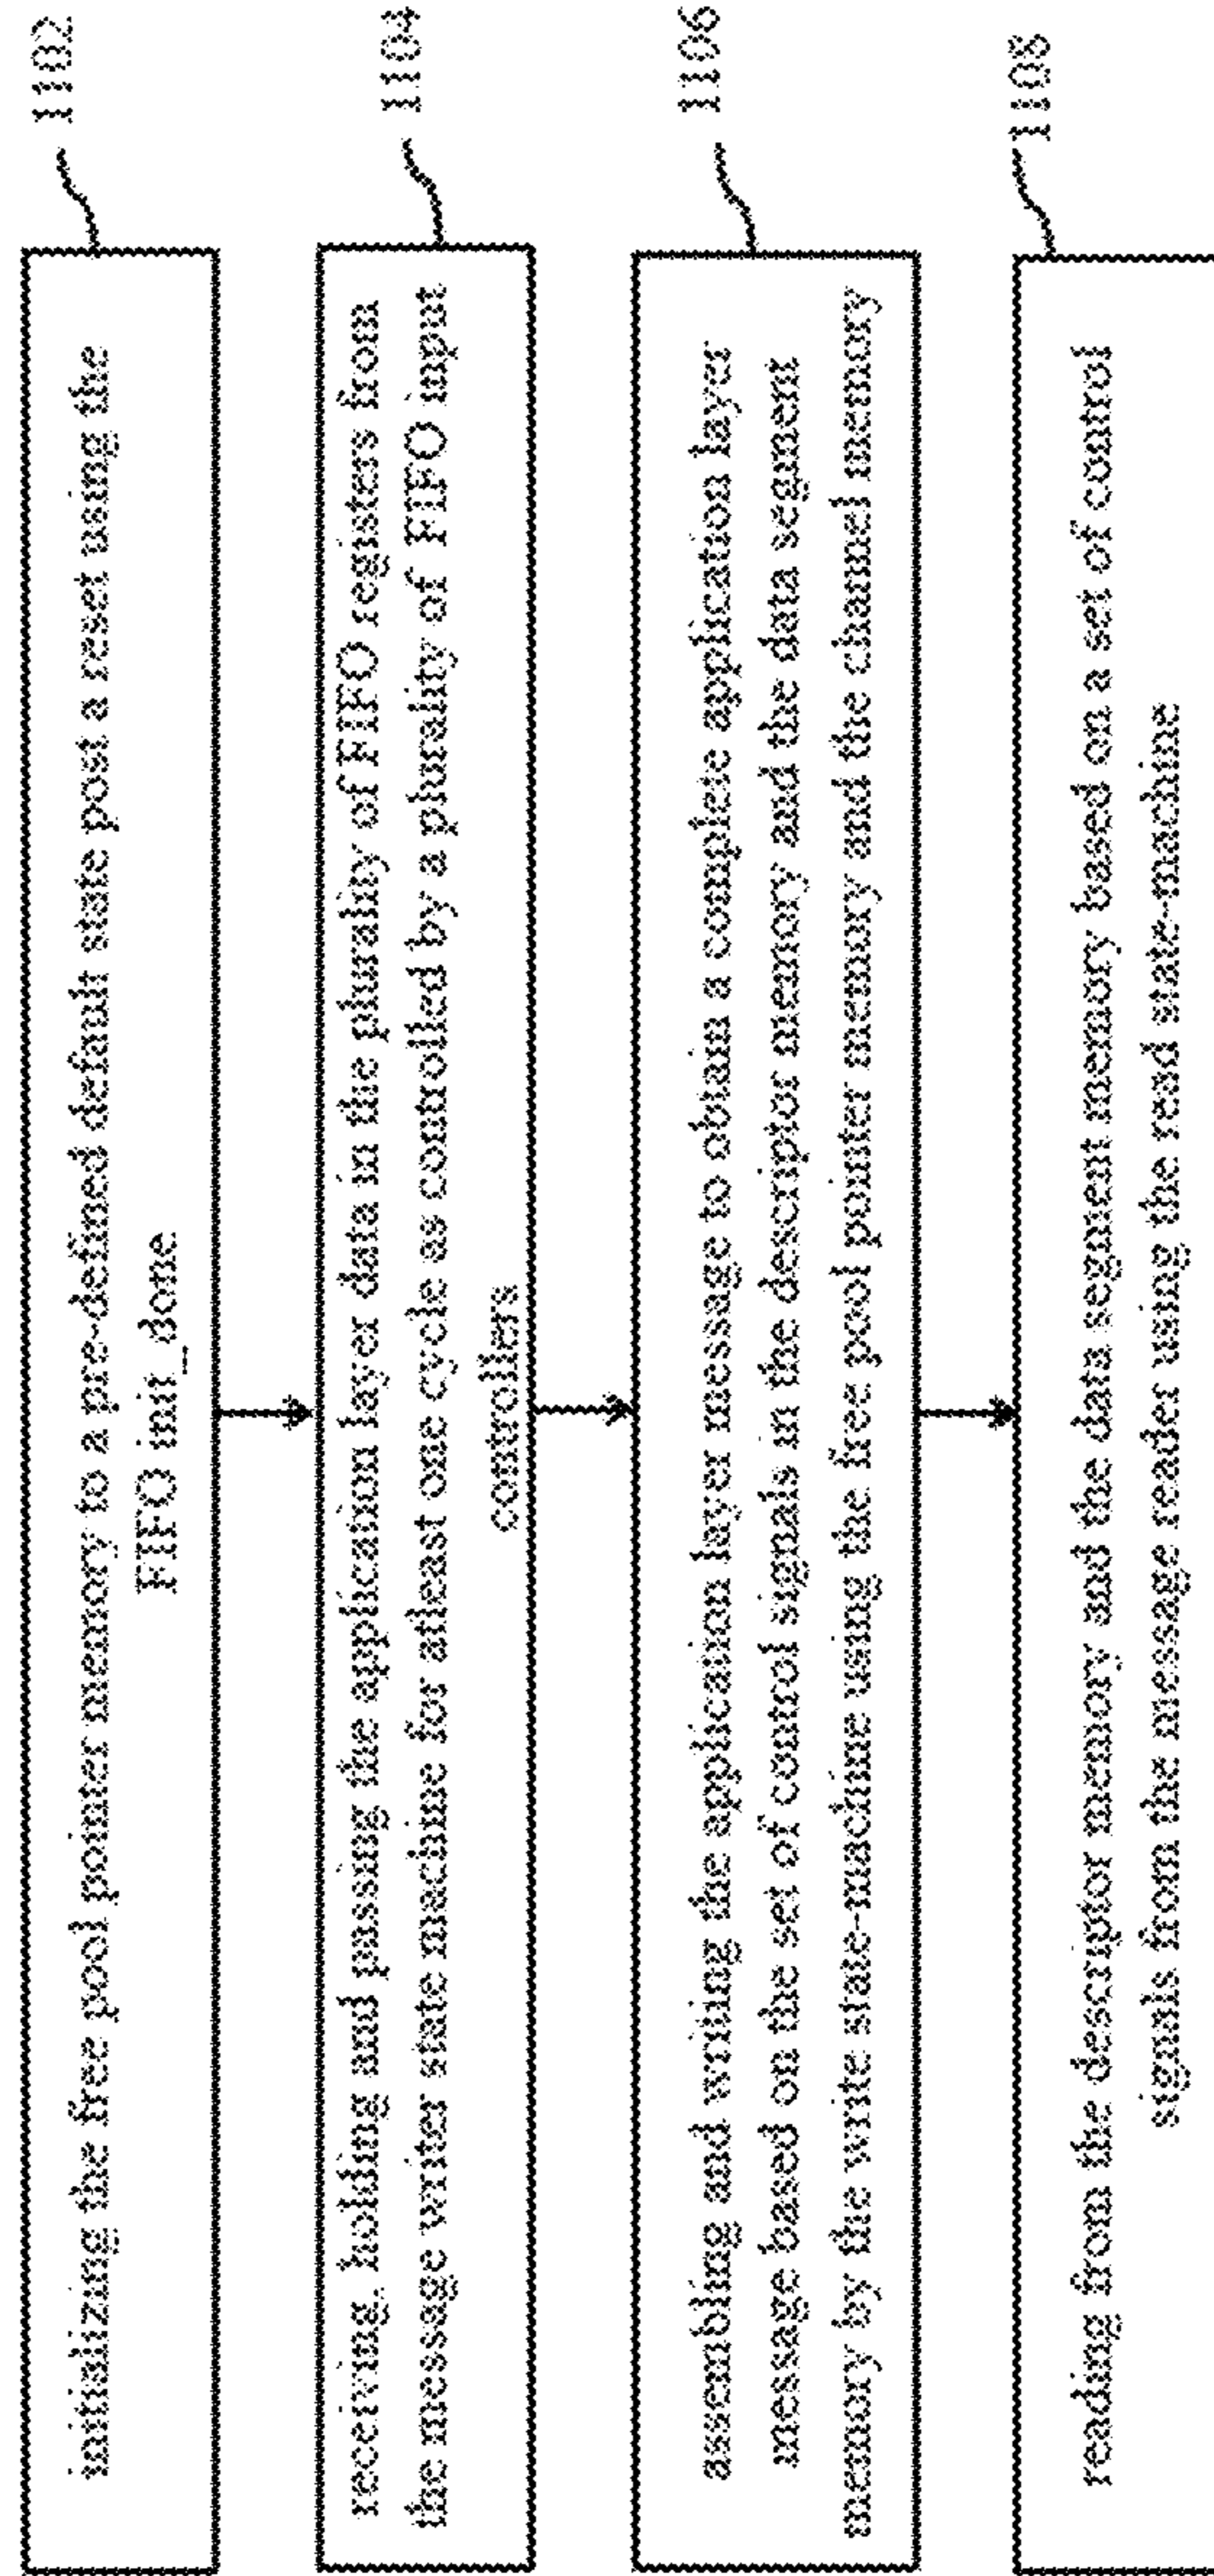 initializing the free pool pointer memory to a pre-defined default state post a reset using the
FIFO init_done
1102
receiving, holding and passing the application layer data in the plurality of FIFO registers from
the message writer state machine for atleast one cycle as controlled by a plurality of FIFO input
controllers
1104
assembling and writing the application layer message to obtain a complete application layer
message based on the set of control signals in the descriptor memory and the data segment
memory by the write state-machine using the free pool pointer memory and the channel memory
1106
reading from the descriptor memory and the data segment memory based on a set of control
signals from the message reader using the read state-machine
1108